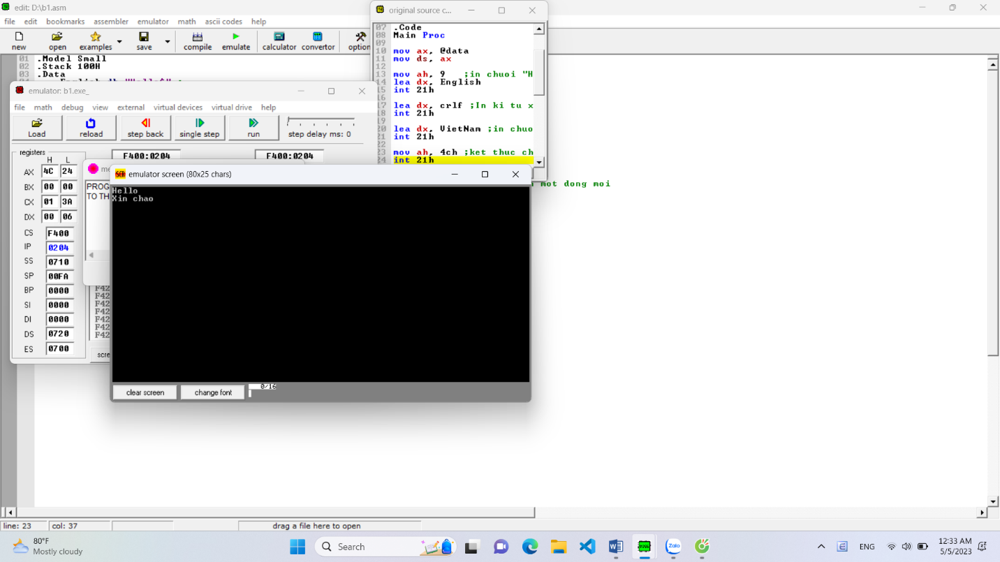 edit: D:\b1.asm
file edit bookmarks assembler emulator math ascii codes help
new open examples save compile emulate calculator convertor option
01 .Model Small
02 .Stack 100H
03 .Data
original source c...
07 .Code
08 Main Proc
09
10 mov ax, @data
11 mov ds, ax
12
13 mov ah, 9 ;in chuoi "H
14 lea dx, English
15 int 21h
16
17 lea dx, crlf ;In ki tu x
18 int 21h
19
20 lea dx, VietNam ;in chuo
21 int 21h
22
23 mov ah, 4ch ;ket thuc ch
24 int 21h
mot dong moi
emulator: b1.exe_
file math debug view external virtual devices virtual drive help
Load reload step back single step run step delay ms: 0
registers
F400:0204 F400:0204
H L
AX 4C 24
BX 00 00
CX 01 3A
DX 00 06
CS F400
IP 0204
SS 0710
SP 00FA
BP 0000
SI 0000
DI 0000
DS 0720
ES 0700
me
PROG
TO TH
F42
F42
F42
F42
F42
F42
F42
scre
emulator screen (80x25 chars)
Hello
Xin chao
clear screen change font 0/16
line: 23 col: 37 drag a file here to open
80°F
Mostly cloudy
Search
Zalo
ENG
12:33 AM
5/5/2023